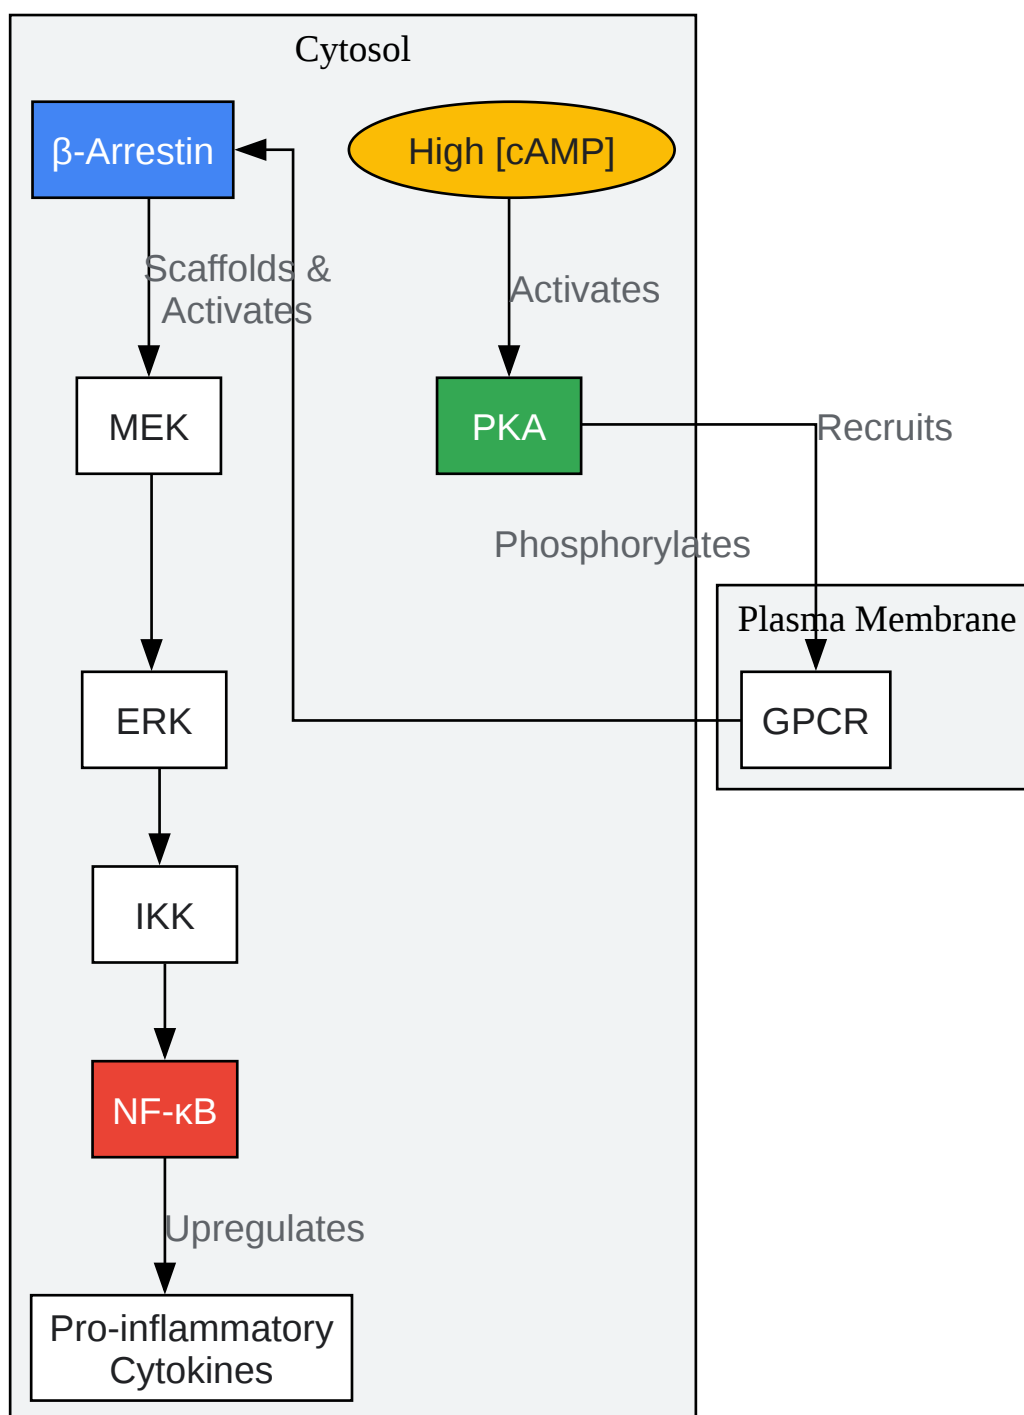 Cytosol
β-Arrestin
High [cAMP]
Scaffolds &
Activates
Activates
MEK
PKA
Recruits
Phosphorylates
Plasma Membrane
ERK
GPCR
IKK
NF-κB
Upregulates
Pro-inflammatory
Cytokines